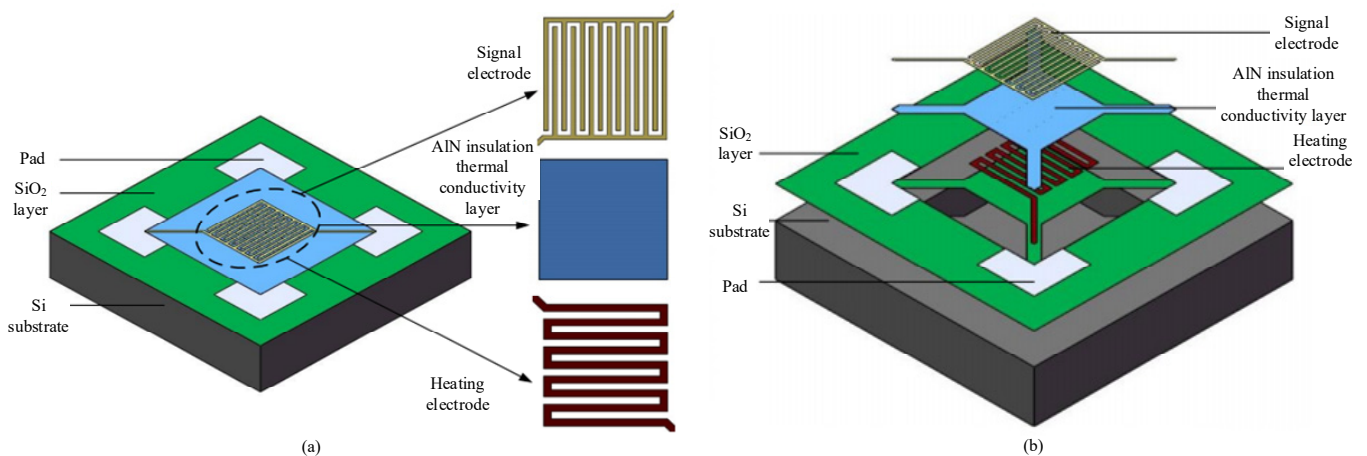 Signal
electrode
AlN insulation
thermal
conductivity
layer
Pad
SiO₂
layer
Si
substrate
Heating
electrode
(a)
Signal
electrode
AlN insulation
thermal
conductivity layer
Heating
electrode
SiO₂
layer
Si
substrate
Pad
(b)